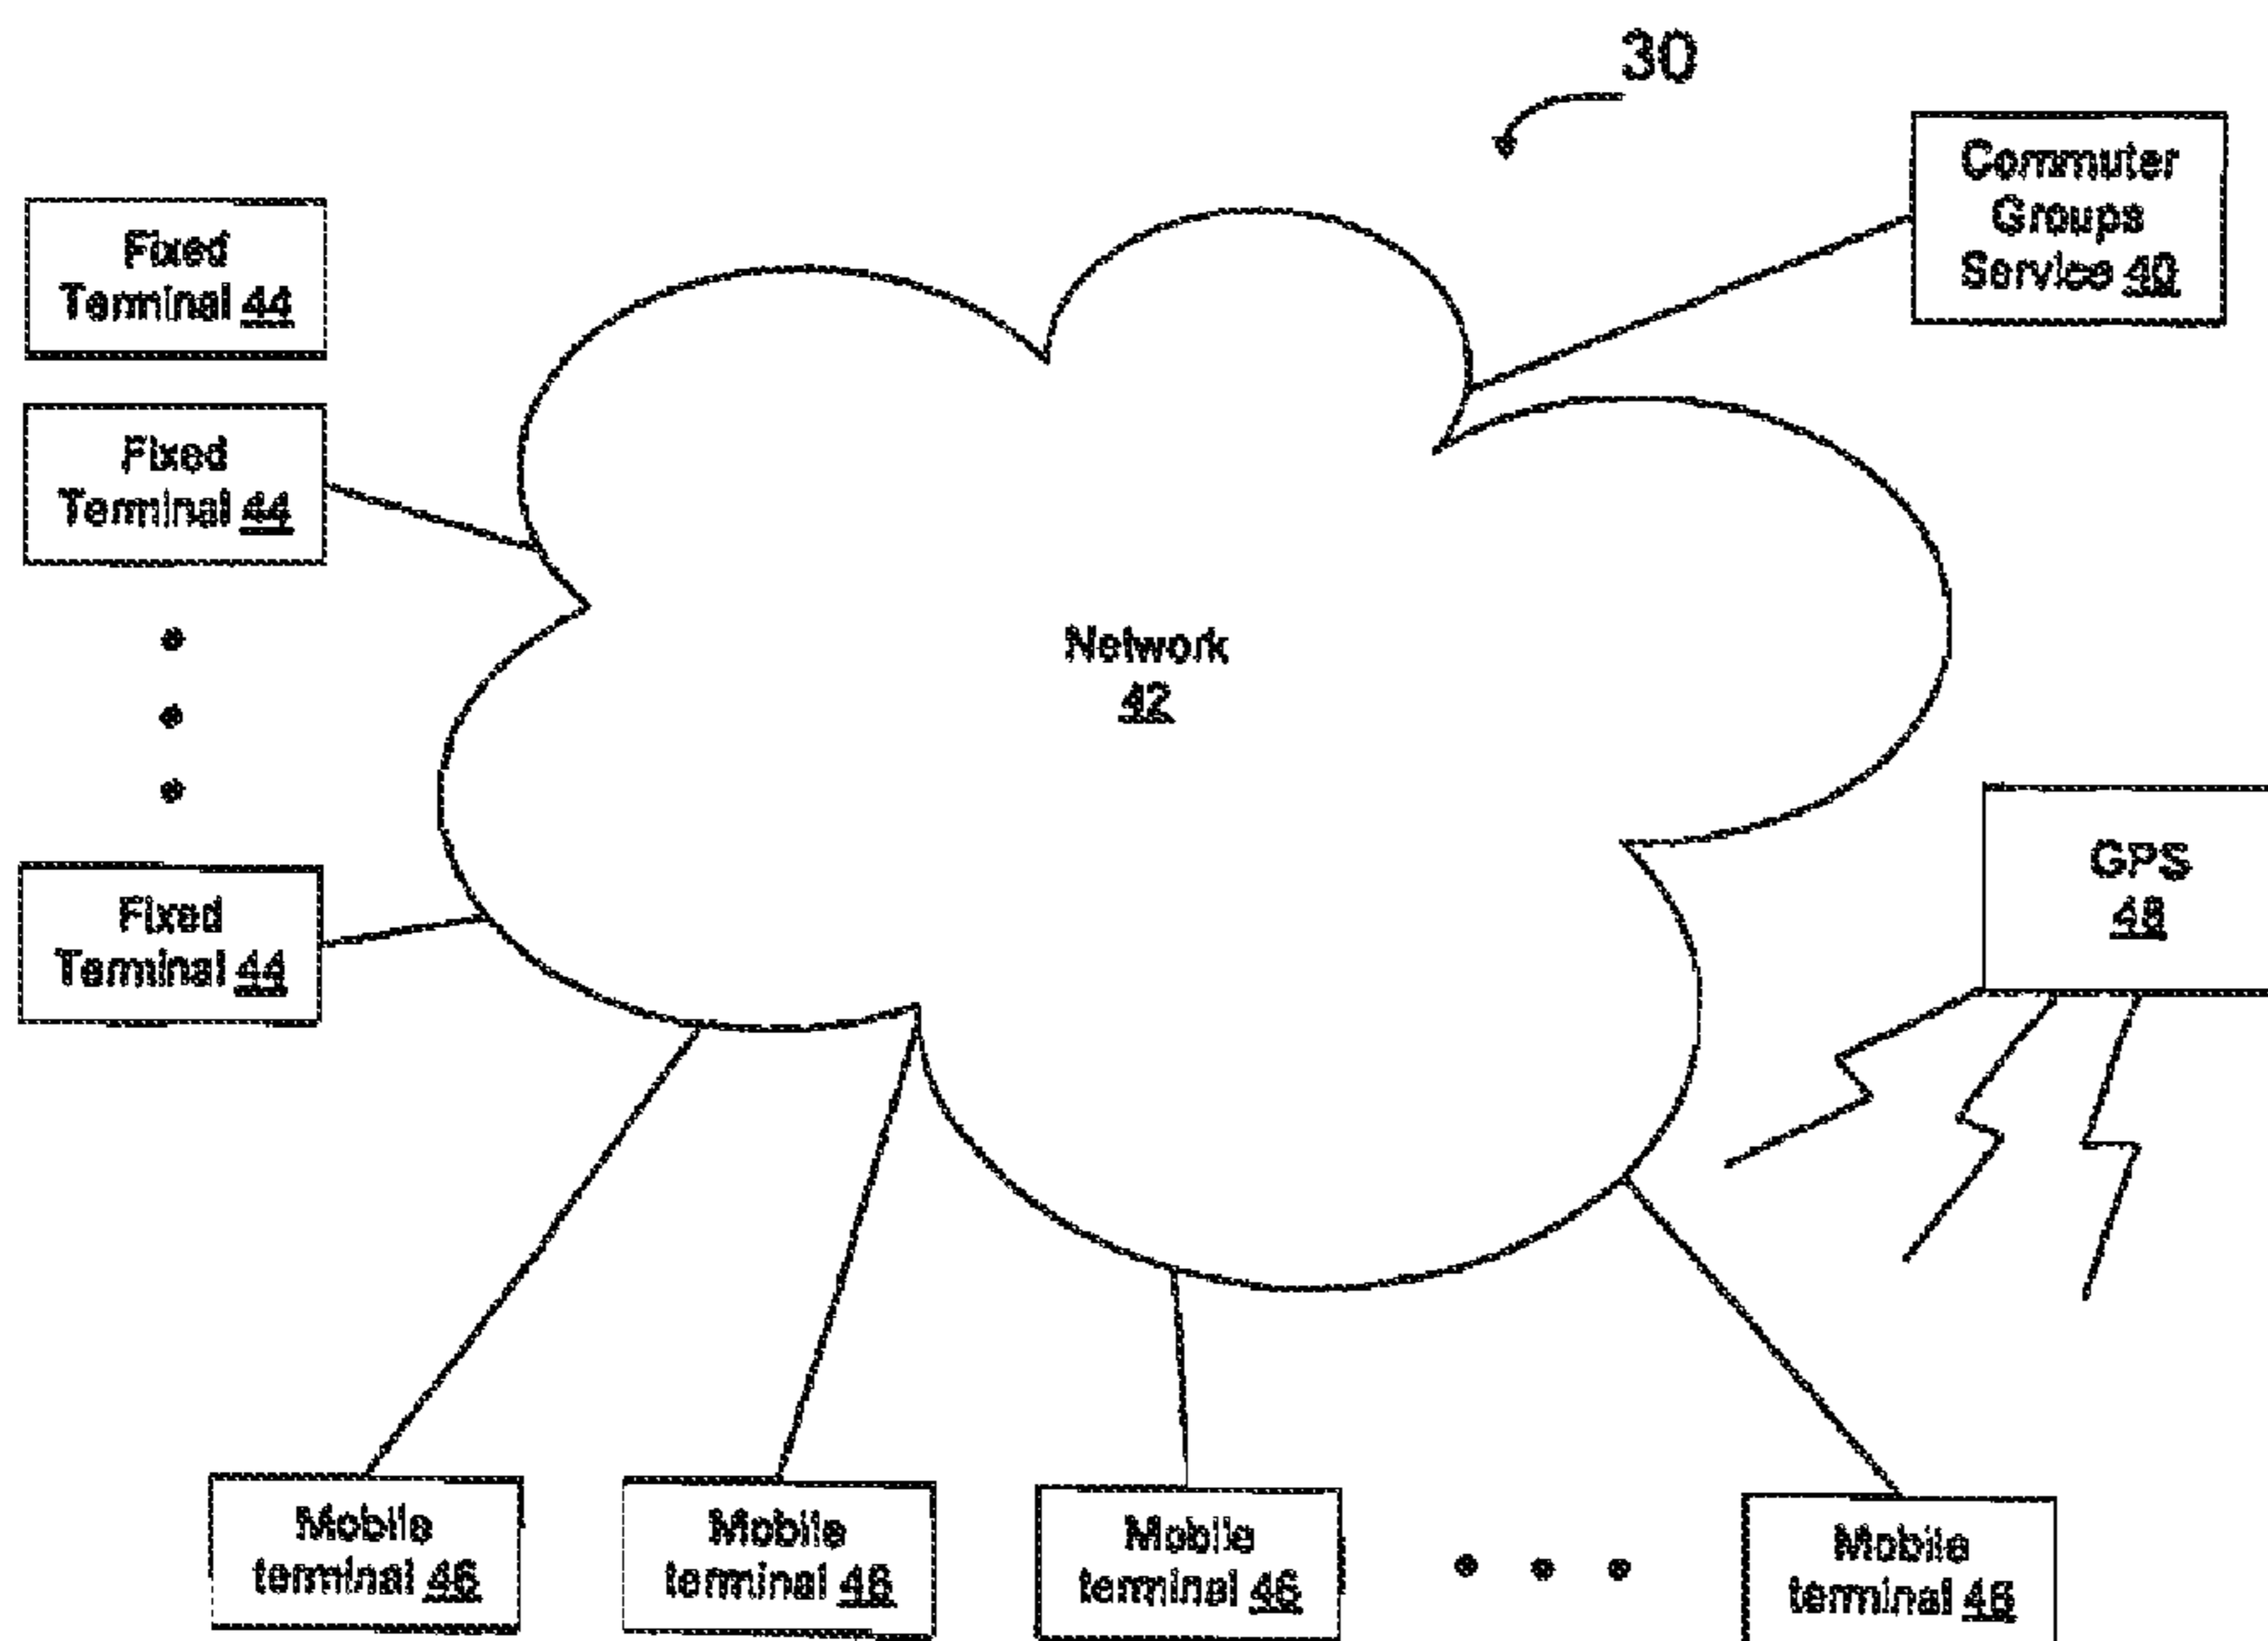 30
Commuter
Groups
Service 40
Fixed
Terminal 44
Fixed
Terminal 44
Network
42
GPS
48
Fixed
Terminal 44
Mobile
terminal 46
Mobile
terminal 46
Mobile
terminal 46
Mobile
terminal 46